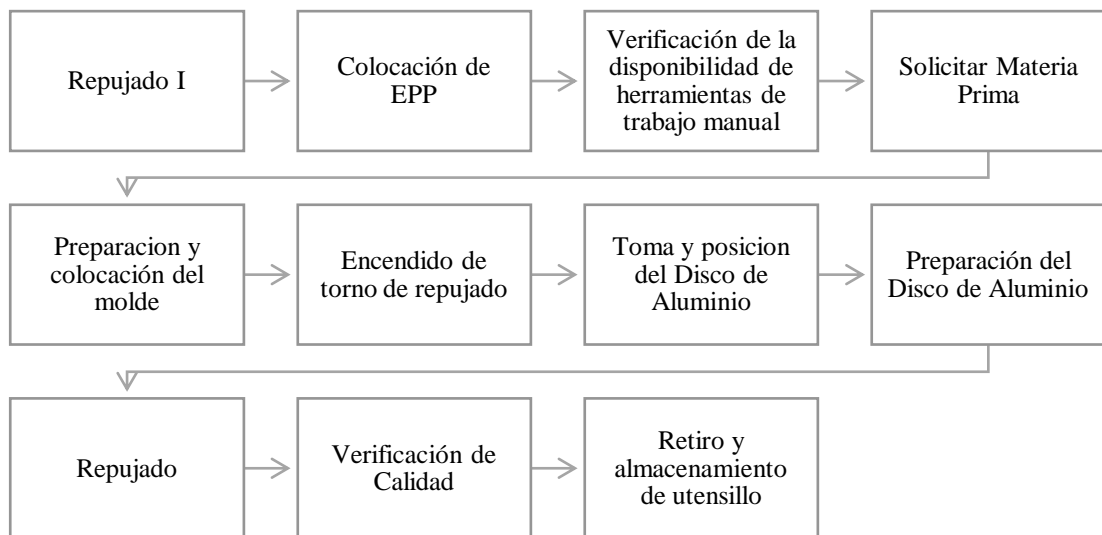 Repujado I
Colocación de
EPP
Verificación de la
disponibilidad de
herramientas de
trabajo manual
Solicitar Materia
Prima
Preparacion y
colocación del
molde
Encendido de
torno de repujado
Toma y posicion
del Disco de
Aluminio
Preparación del
Disco de Aluminio
Repujado
Verificación de
Calidad
Retiro y
almacenamiento
de utensillo